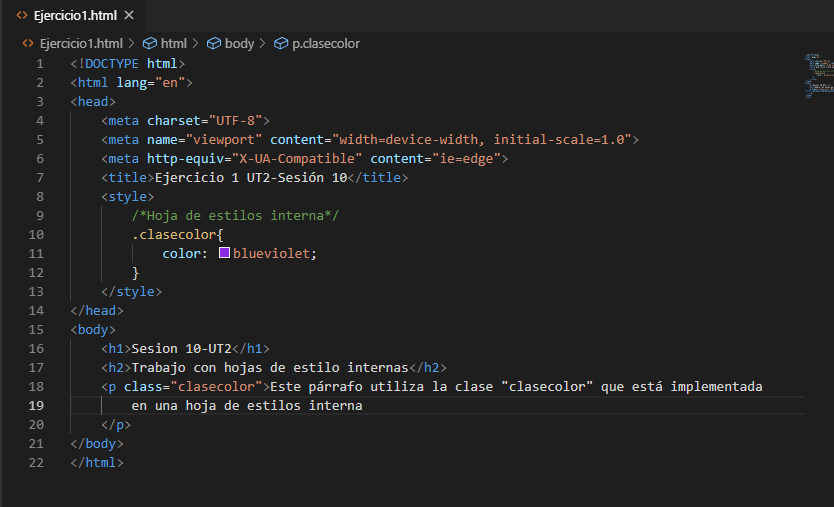 Ejercicio1.html
Ejercicio1.html > html > body > p.clasecolor
1 <!DOCTYPE html>
2 <html lang="en">
3 <head>
4     <meta charset="UTF-8">
5     <meta name="viewport" content="width=device-width, initial-scale=1.0">
6     <meta http-equiv="X-UA-Compatible" content="ie=edge">
7     <title>Ejercicio 1 UT2-Sesión 10</title>
8     <style>
9         /*Hoja de estilos interna*/
10         .clasecolor{
11             color: blueviolet;
12         }
13     </style>
14 </head>
15 <body>
16     <h1>Sesion 10-UT2</h1>
17     <h2>Trabajo con hojas de estilo internas</h2>
18     <p class="clasecolor">Este párrafo utiliza la clase "clasecolor" que está implementada
19         en una hoja de estilos interna
20     </p>
21 </body>
22 </html>